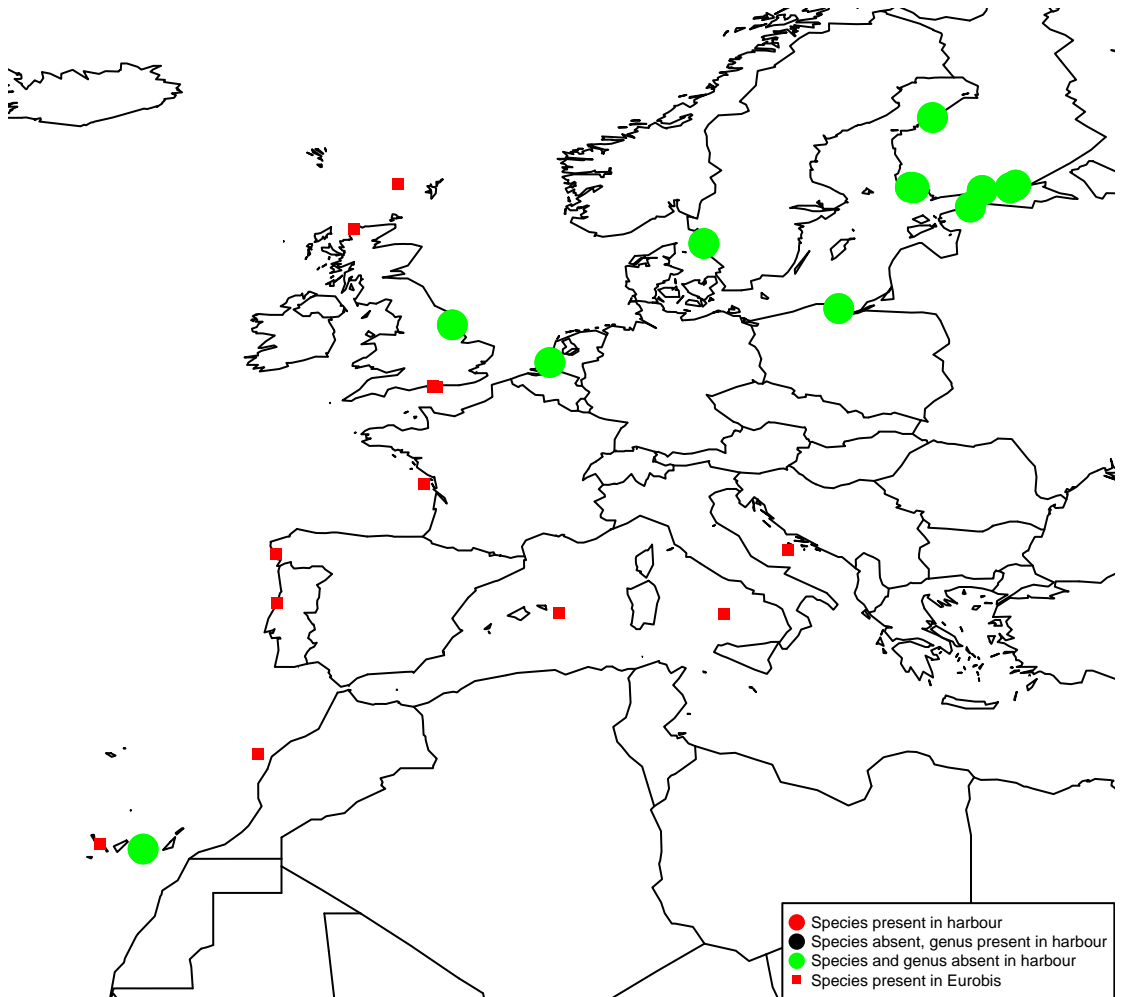 Species present in harbour
Species absent, genus present in harbour
Species and genus absent in harbour
Species present in Eurobis